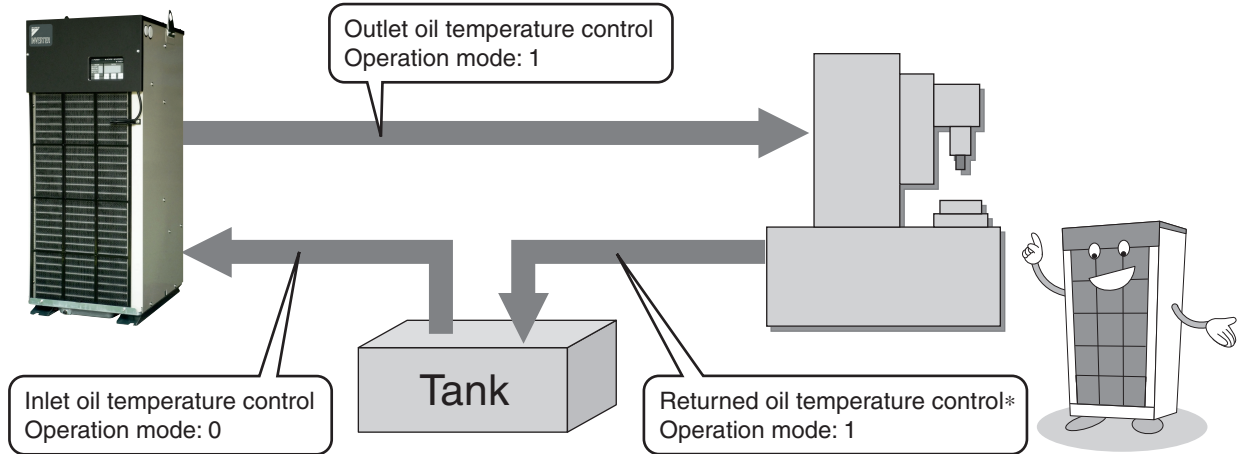 INVERTER
Outlet oil temperature control
Operation mode: 1
Tank
Inlet oil temperature control
Operation mode: 0
Returned oil temperature control*
Operation mode: 1